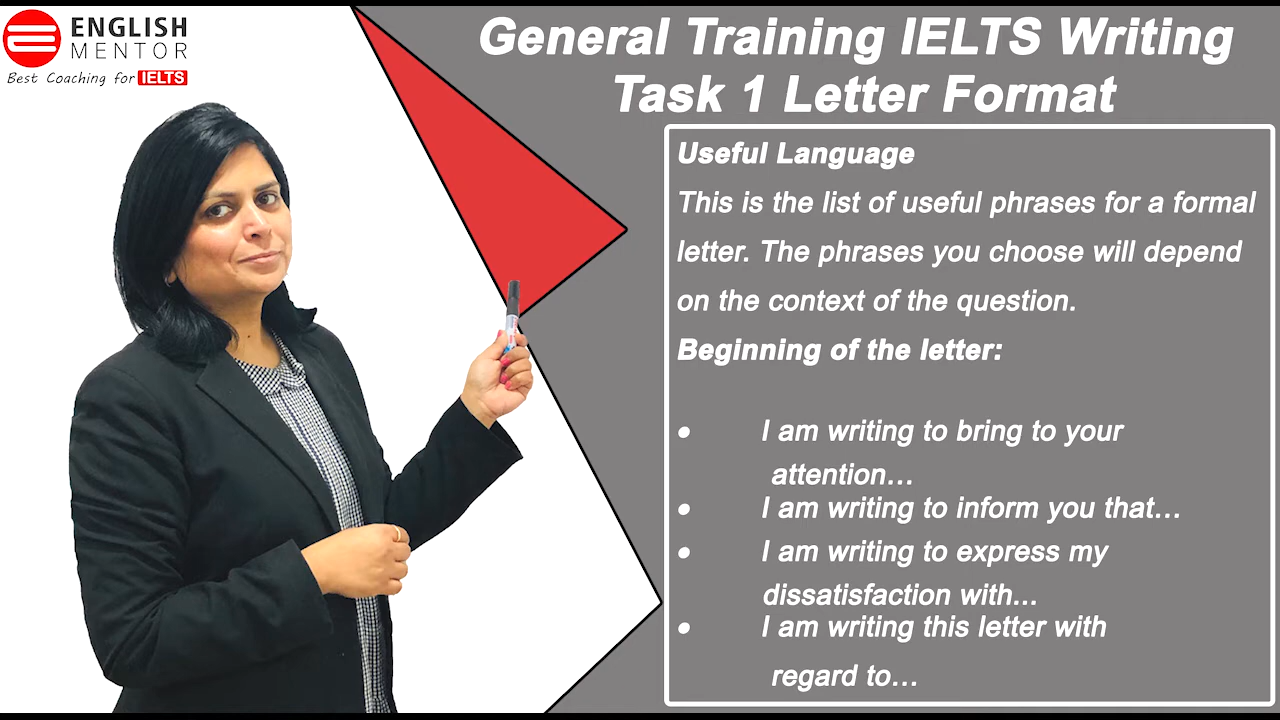 ENGLISH
MENTOR
Best Coaching for IELTS
General Training IELTS Writing
Task 1 Letter Format
Useful Language
This is the list of useful phrases for a formal
letter. The phrases you choose will depend
on the context of the question.
Beginning of the letter:
• I am writing to bring to your
attention…
• I am writing to inform you that…
• I am writing to express my
dissatisfaction with...
• I am writing this letter with
regard to…